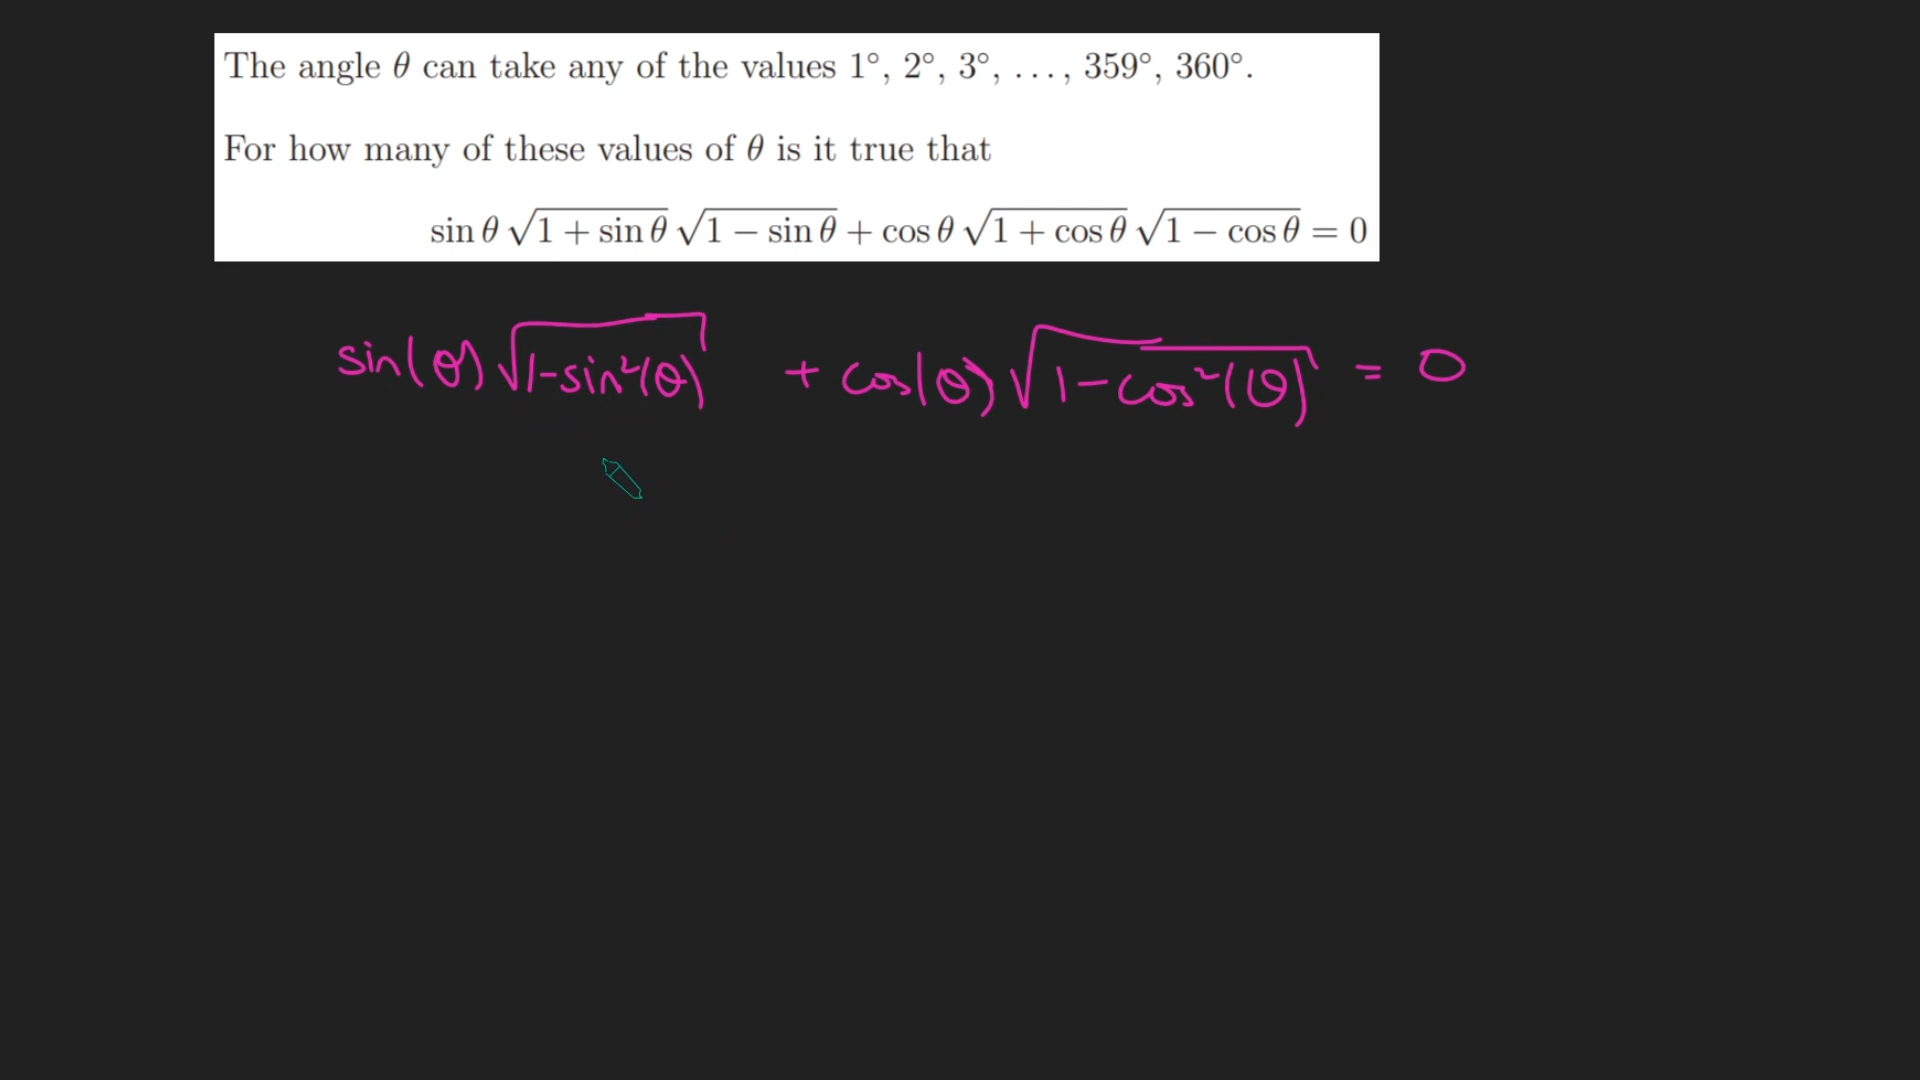 The angle θ can take any of the values 1°, 2°, 3°, ..., 359°, 360°.
For how many of these values of θ is it true that
sin θ √(1 + sin θ) √(1 − sin θ) + cos θ √(1 + cos θ) √(1 − cos θ) = 0
sin(θ) √(1-sin²(θ)) + cos(θ) √(1-cos²(θ)) = 0